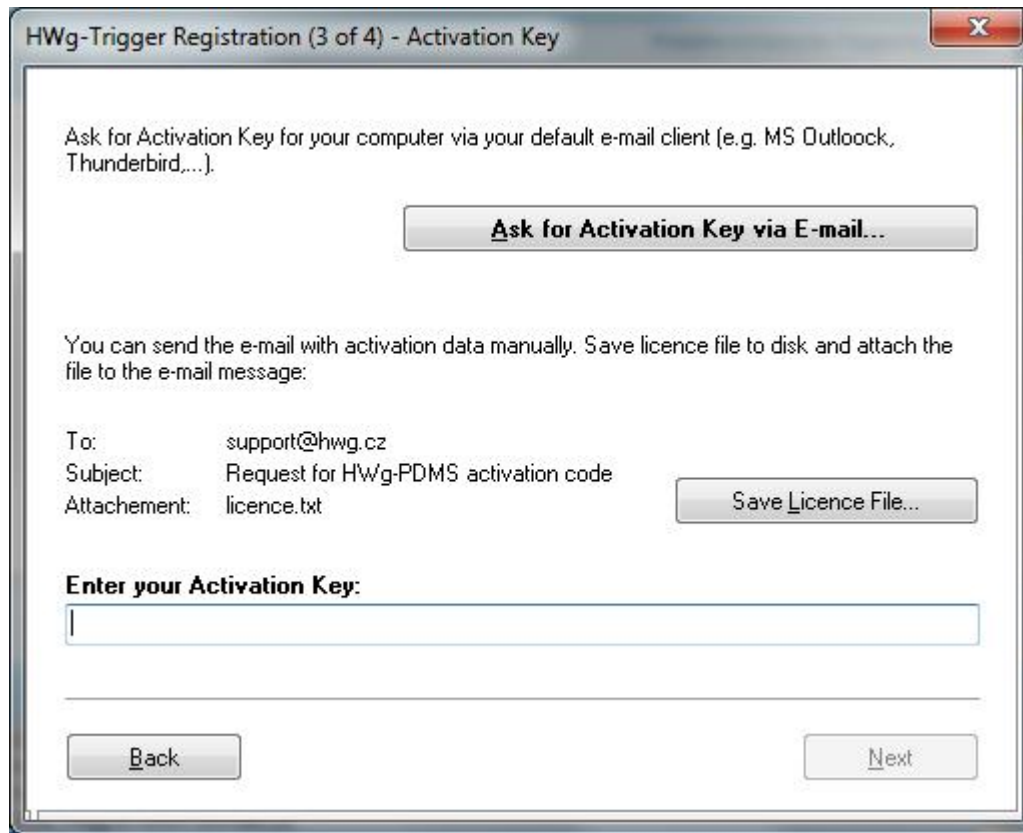 HWg-Trigger Registration (3 of 4) - Activation Key
Ask for Activation Key for your computer via your default e-mail client (e.g. MS Outloock,
Thunderbird,...).
Ask for Activation Key via E-mail...
You can send the e-mail with activation data manually. Save licence file to disk and attach the
file to the e-mail message:
To: support@hwg.cz
Subject: Request for HWg-PDMS activation code
Attachement: licence.txt
Save Licence File...
Enter your Activation Key:
Back
Next